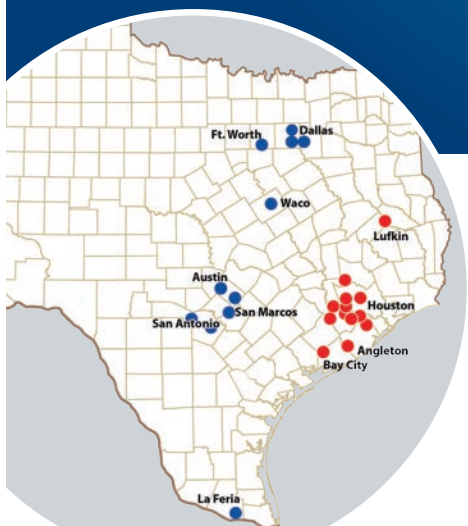 Ft. Worth
Dallas
Waco
Lufkin
Austin
Houston
San Marcos
San Antonio
Angleton
Bay City
La Feria